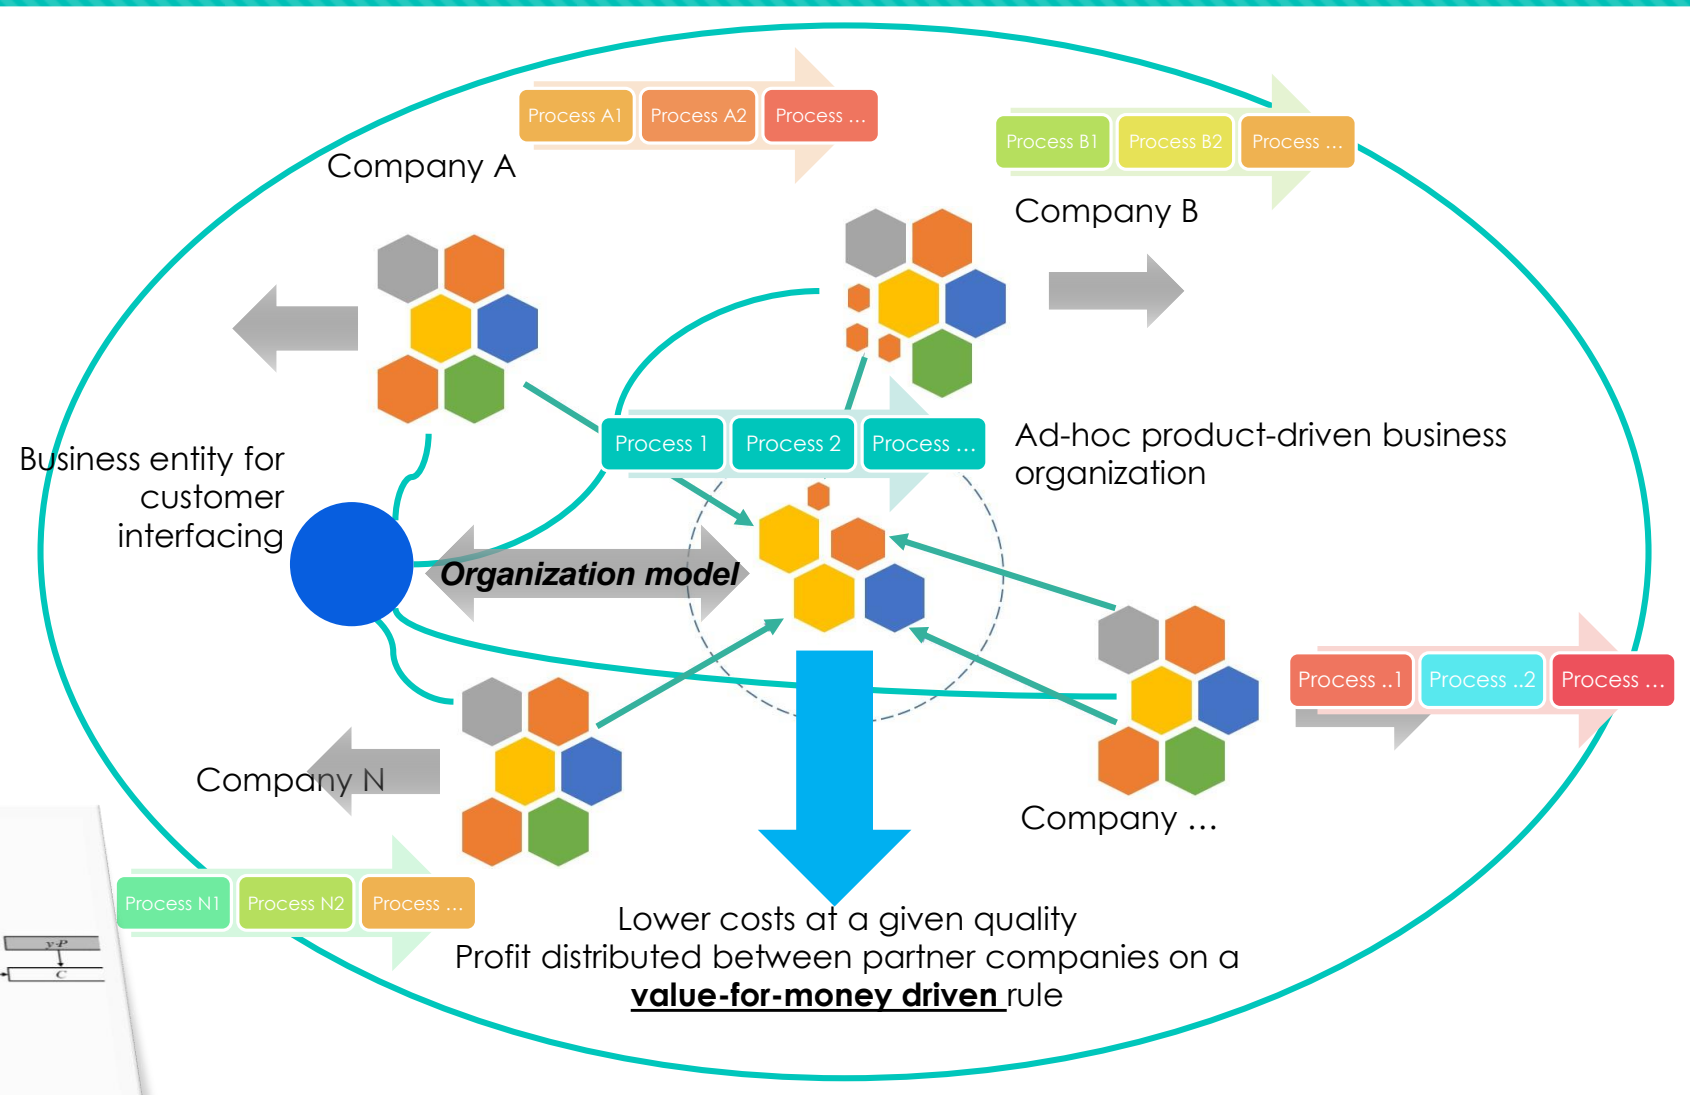 Process A1
Process A2
Process ...
Company A
Process B1
Process B2
Process ...
Company B
Process 1
Process 2
Process ...
Ad-hoc product-driven business
organization
Business entity for
customer
interfacing
Organization model
Process ..1
Process ..2
Process ...
Company N
Company ...
Process N1
Process N2
Process ...
Lower costs at a given quality
Profit distributed between partner companies on a
value-for-money driven rule
y-P
C